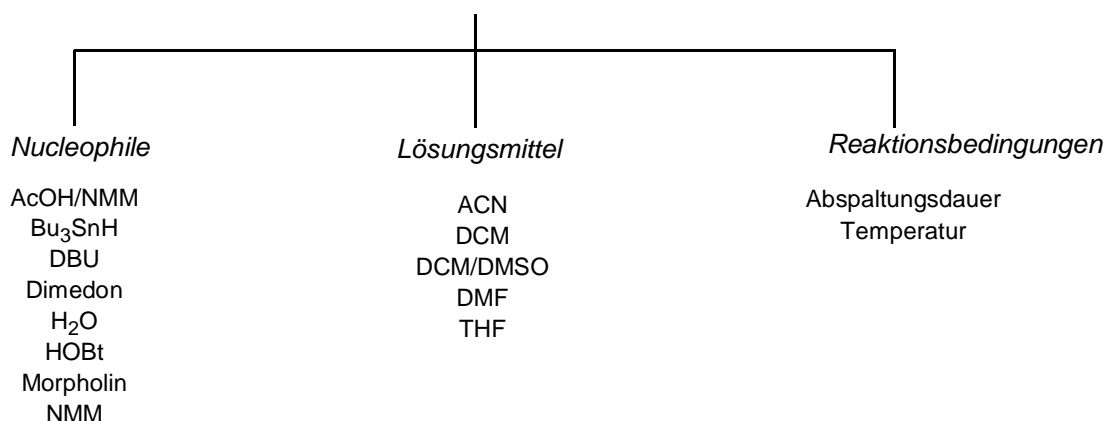 Nucleophile
AcOH/NMM
Bu₃SnH
DBU
Dimedon
H₂O
HOBt
Morpholin
NMM
Lösungsmittel
ACN
DCM
DCM/DMSO
DMF
THF
Reaktionsbedingungen
Abspaltungsdauer
Temperatur